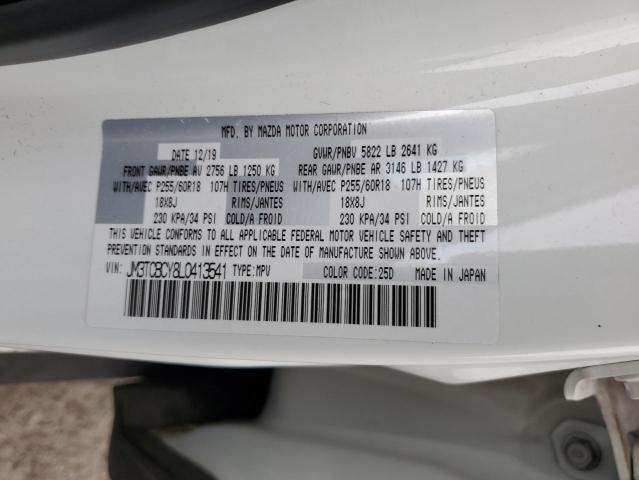 MFD. BY MAZDA MOTOR CORPORATION
DATE 12/19 GVWR/PNBV 5822 LB 2641 KG
FRONT GAWR/PNBE AV 2756 LB 1250 KG REAR GAWR/PNBE AR 3146 LB 1427 KG
WITH/AVEC P255/60R18 107H TIRES/PNEUS WITH/AVEC P255/60R18 107H TIRES/PNEUS
18X8J RIMS/JANTES 18X8J RIMS/JANTES
230 KPA/34 PSI COLD/A FROID 230 KPA/34 PSI COLD/A FROID
THIS VEHICLE CONFORMS TO ALL APPLICABLE FEDERAL MOTOR VEHICLE SAFETY AND THEFT
PREVENTION STANDARDS IN EFFECT ON THE DATE OF MANUFACTURE SHOWN ABOVE.
VIN: JM3TCBCY8L0413541 TYPE:MPV COLOR CODE:25D MADE IN JAPAN